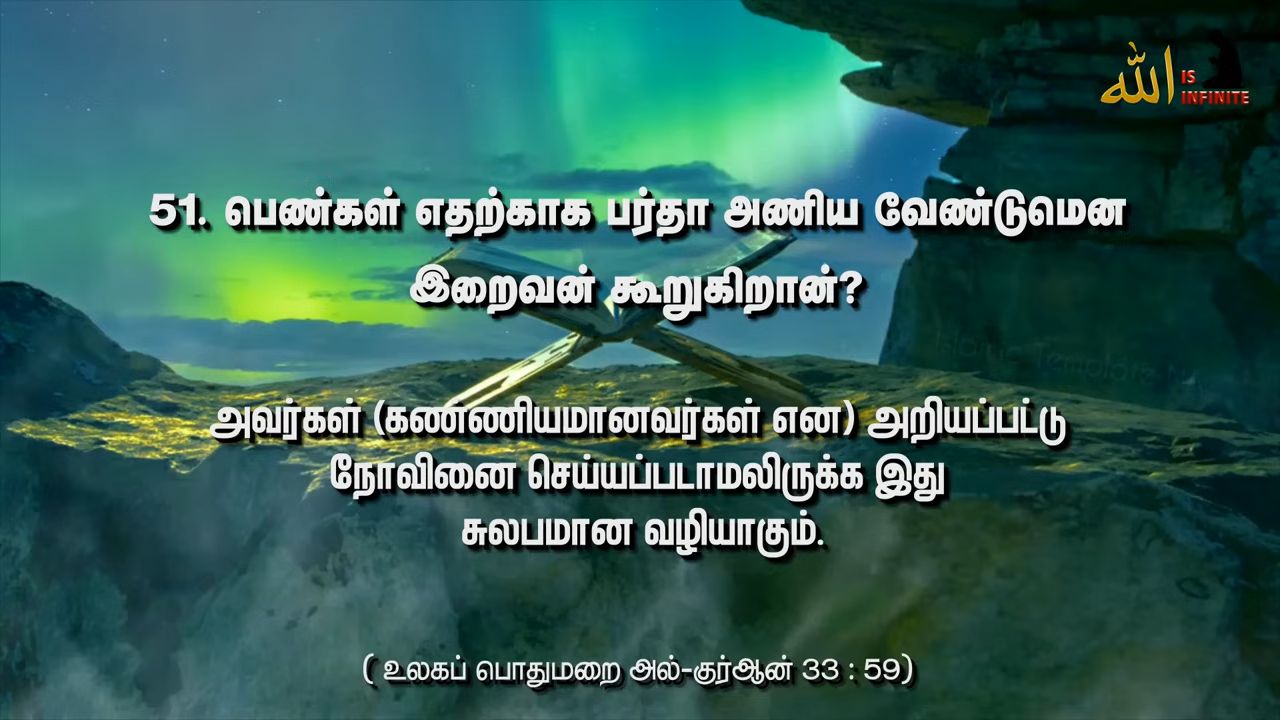 الله IS
INFINITE
51. பெண்கள் எதற்காக பர்தா அணிய வேண்டுமென
இறைவன் கூறுகிறான்?
அவர்கள் (கண்ணியமானவர்கள் என) அறியப்பட்டு
நோவினை செய்யப்படாமலிருக்க இது
சுலபமான வழியாகும்.
( உலகப் பொதுமறை அல்-குர்ஆன் 33 : 59)